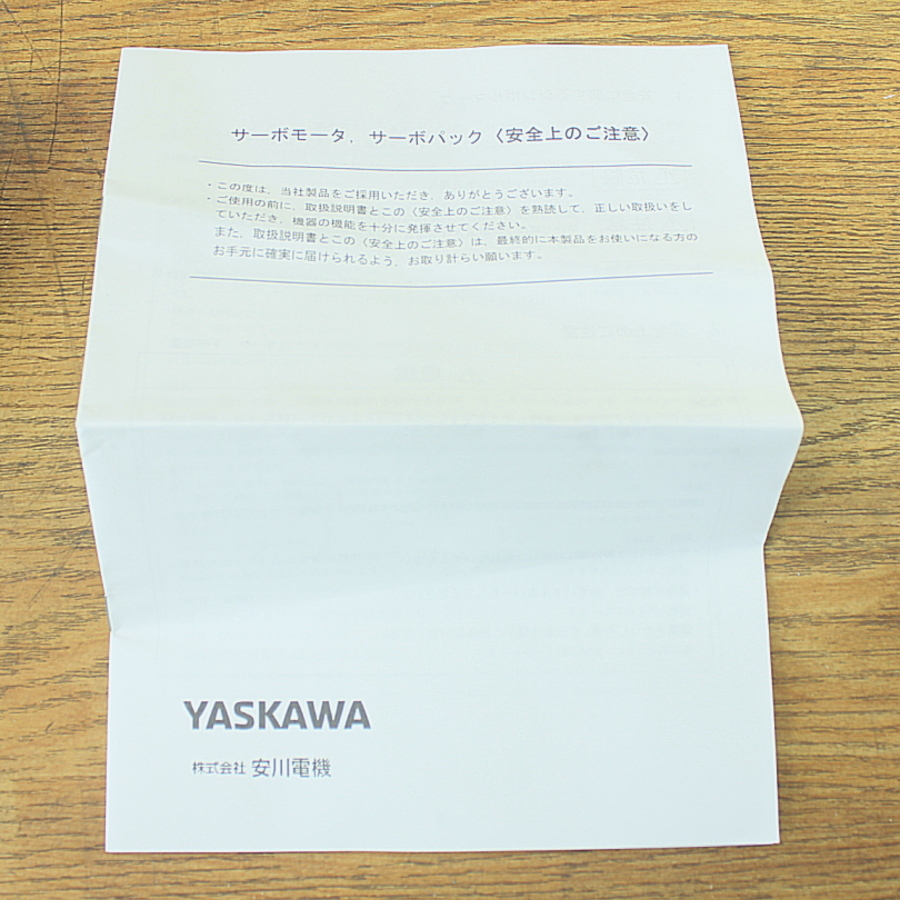 サーボモータ，サーボパック〈安全上のご注意〉
・この度は，当社製品をご採用いただき，ありがとうございます。
・ご使用の前に，取扱説明書とこの〈安全上のご注意〉を熟読して，正しい取扱いをし
ていただき，機器の機能を十分に発揮させてください。
また，取扱説明書とこの〈安全上のご注意〉は，最終的に本製品をお使いになる方の
お手元に確実に届けられるよう，お取り計らい願います。
YASKAWA
株式会社 安川電機